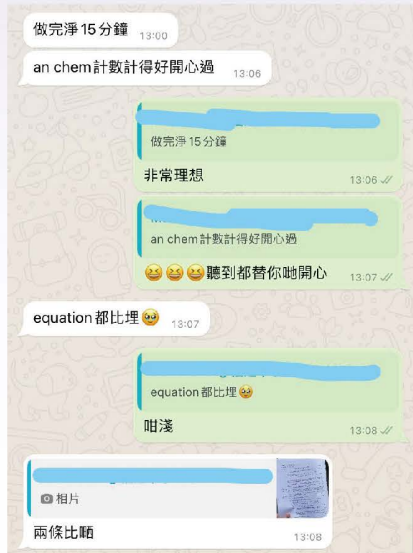 做完淨15分鐘 13:00
an chem計數計得好開心過 13:06
做完淨15分鐘
非常理想 13:06
an chem計數計得好開心過
😆😆😆聽到都替你哋開心 13:07
equation都比埋🥹 13:07
equation都比埋🥹
咁淺 13:08
相片
兩條比晒 13:08